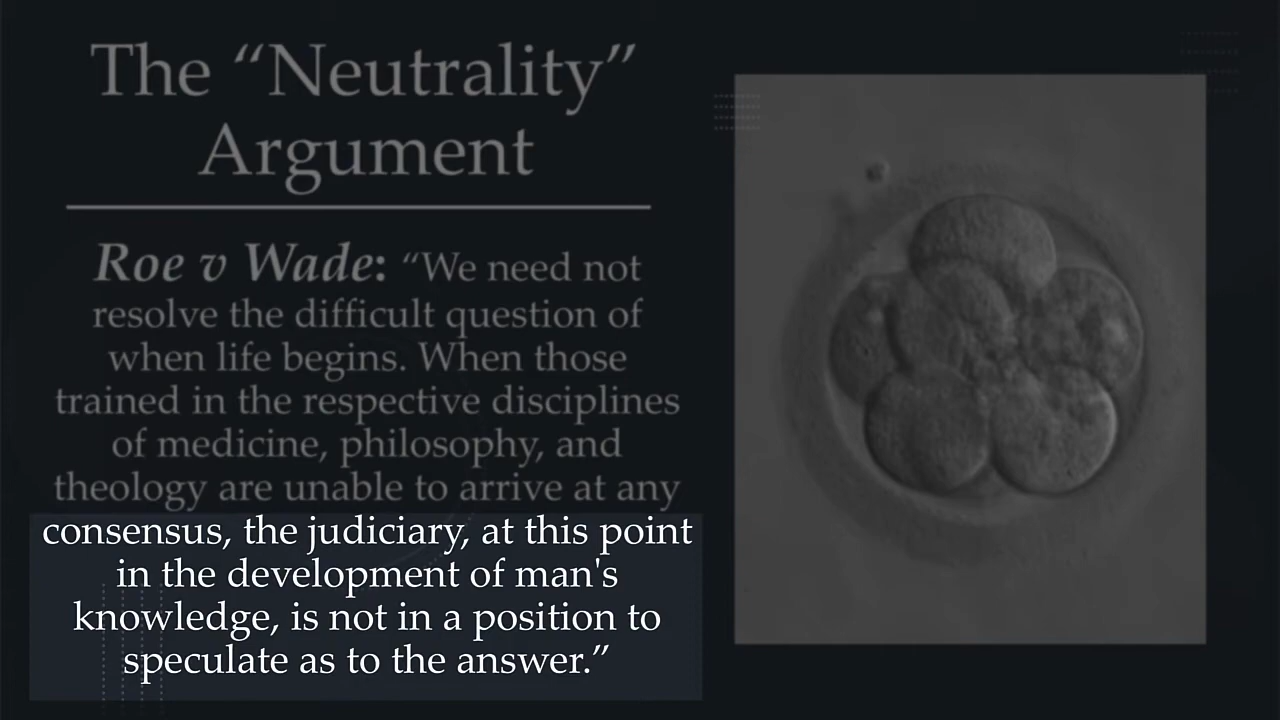 The “Neutrality”
Argument
Roe v Wade: “We need not
resolve the difficult question of
when life begins. When those
trained in the respective disciplines
of medicine, philosophy, and
theology are unable to arrive at any
consensus, the judiciary, at this point
in the development of man's
knowledge, is not in a position to
speculate as to the answer.”